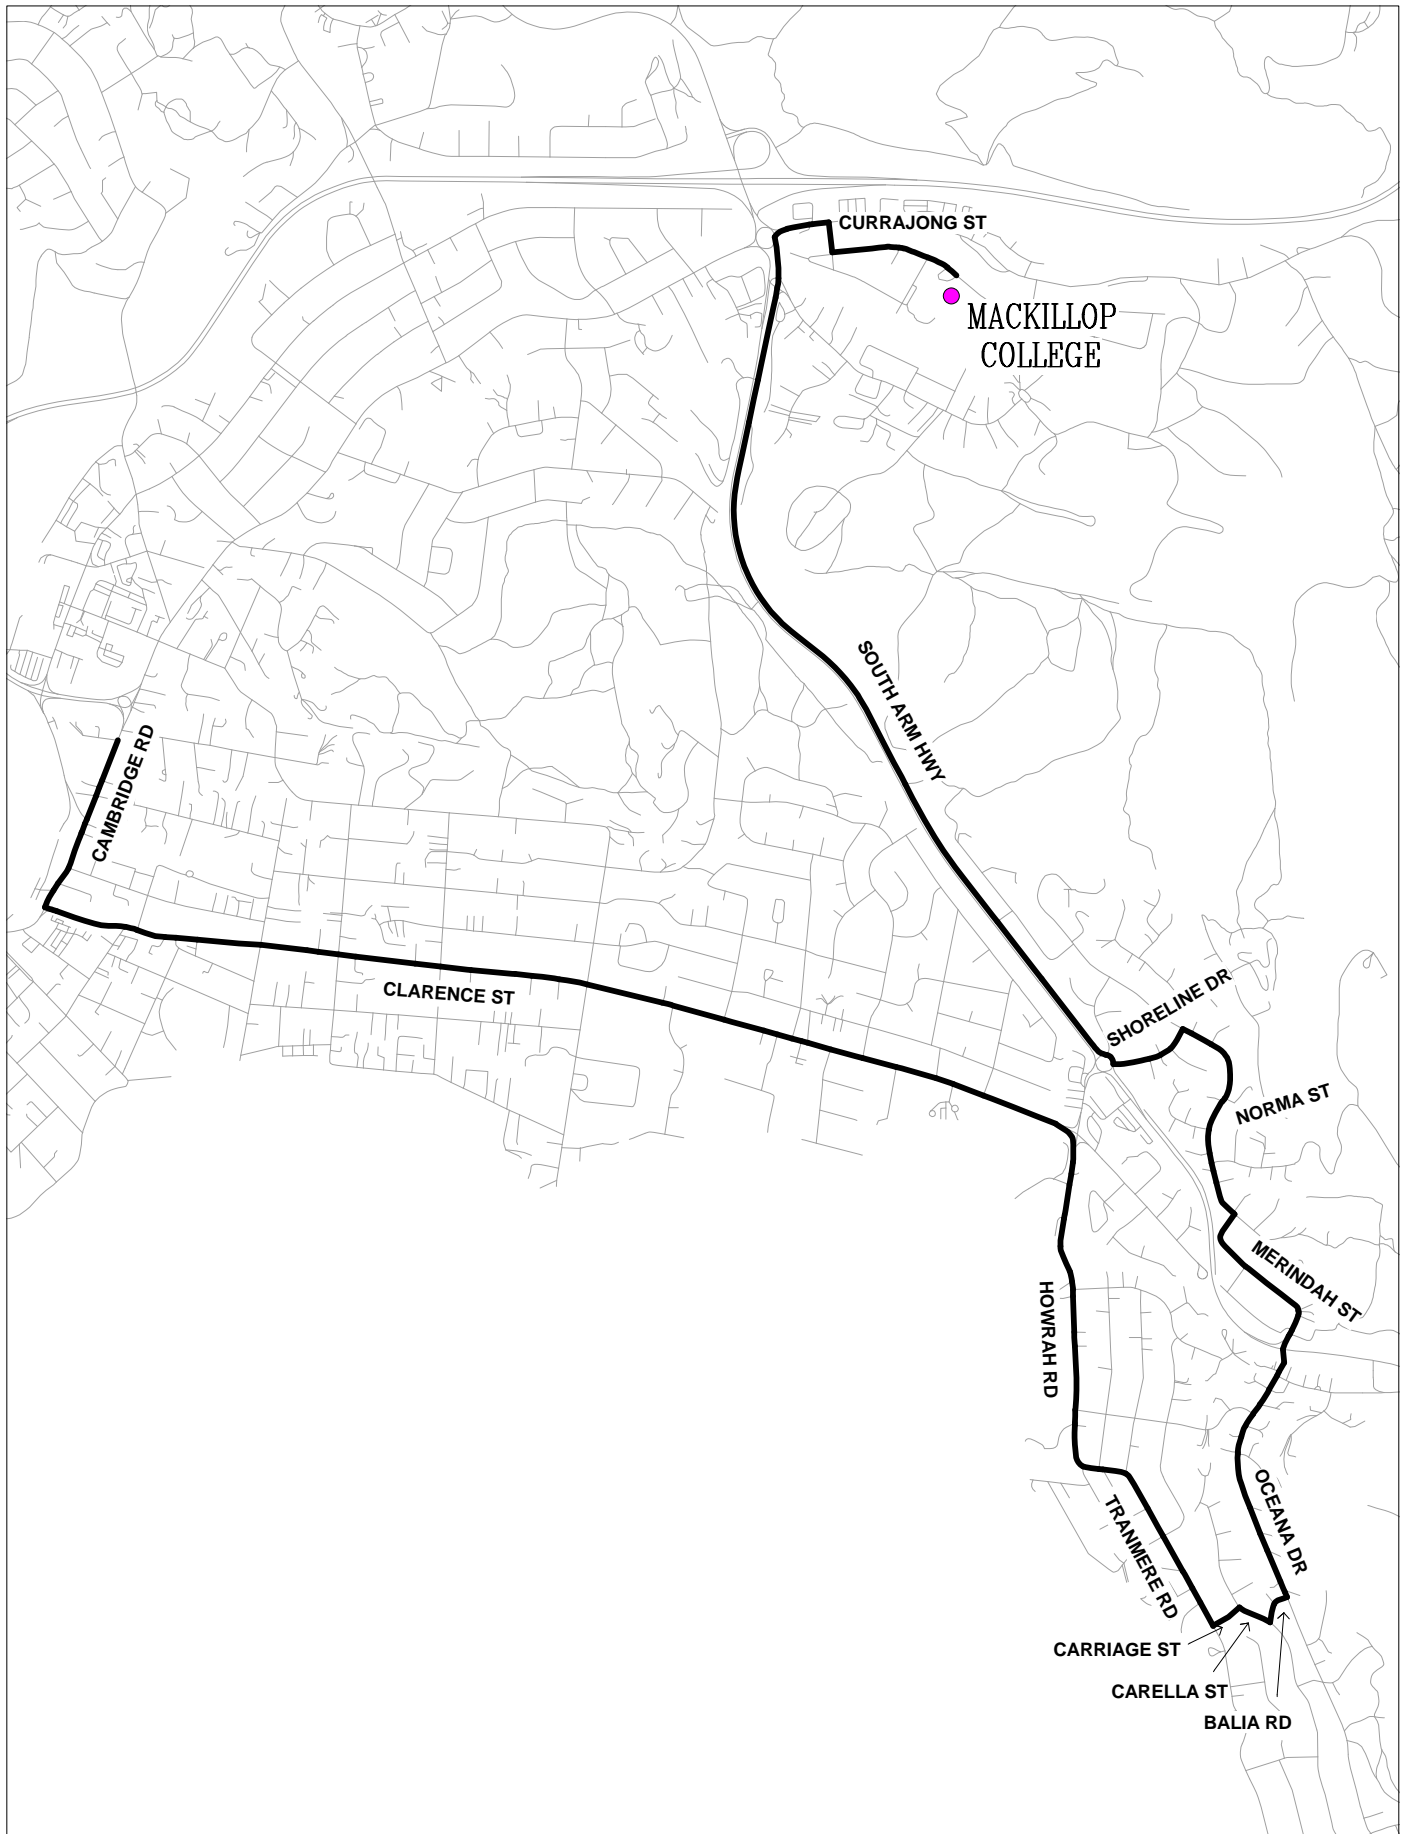 CURRAJONG ST
MACKILLOP
COLLEGE
SOUTH ARM HWY
CAMBRIDGE RD
SHORELINE DR
CLARENCE ST
NORMA ST
MERINDAH ST
HOWRAH RD
OCEANA DR
TRANMERE RD
CARRIAGE ST
CARELLA ST
BALIA RD